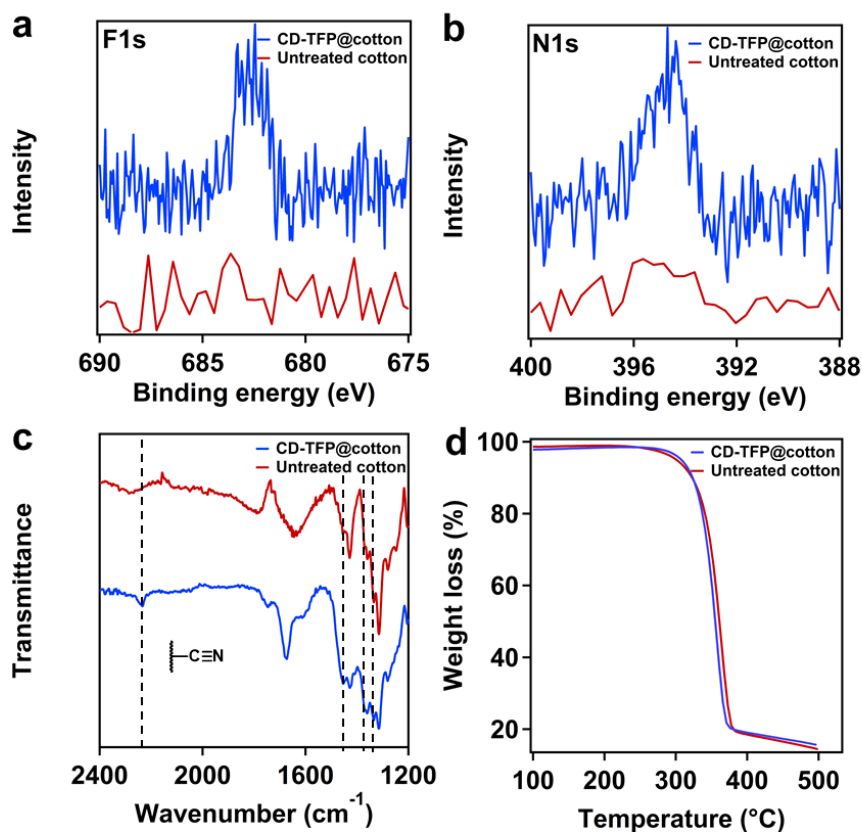 a
F1s
CD-TFP@cotton
Untreated cotton
Intensity
690 685 680 675
Binding energy (eV)
b
N1s
CD-TFP@cotton
Untreated cotton
Intensity
400 396 392 388
Binding energy (eV)
c
CD-TFP@cotton
Untreated cotton
Transmittance
C≡N
2400 2000 1600 1200
Wavenumber (cm⁻¹)
d
CD-TFP@cotton
Untreated cotton
Weight loss (%)
100
80
60
40
20
100 200 300 400 500
Temperature (°C)